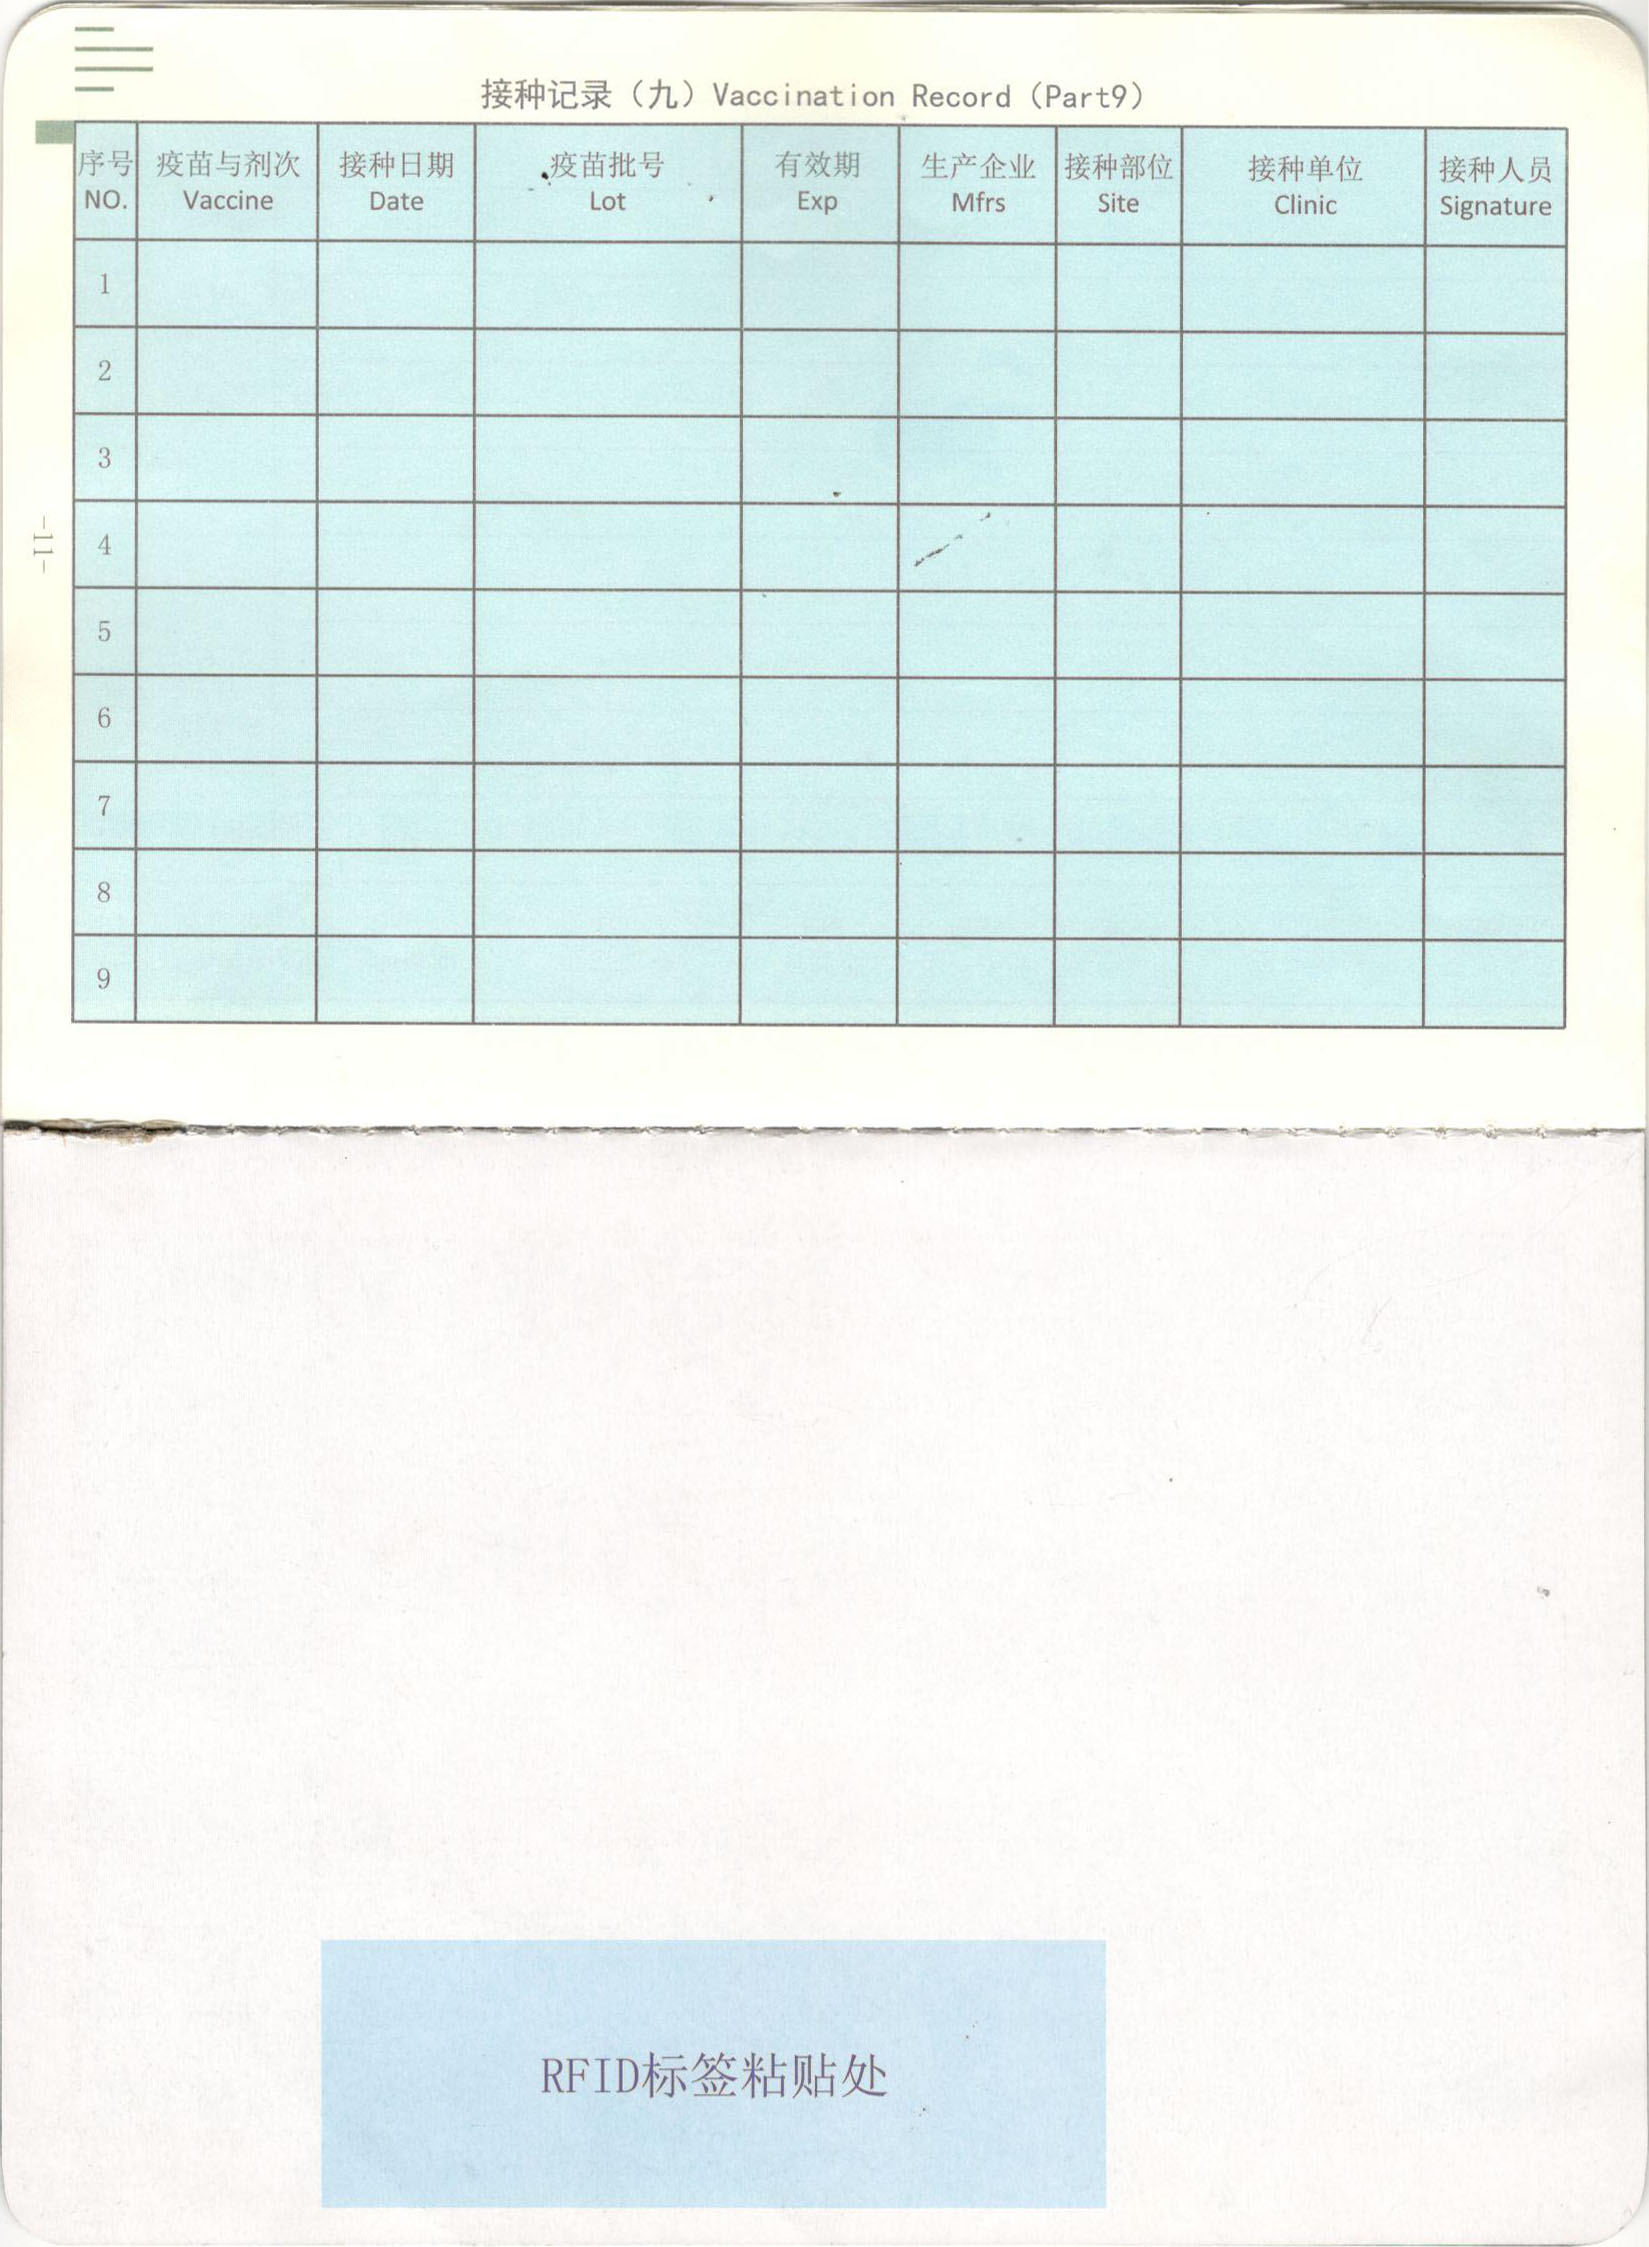 接种记录（九）Vaccination Record（Part9）
序号 疫苗与剂次 接种日期 疫苗批号 有效期 生产企业 接种部位 接种单位 接种人员
NO. Vaccine Date Lot Exp Mfrs Site Clinic Signature
1
2
3
4
5
6
7
8
9
-11-
RFID标签粘贴处